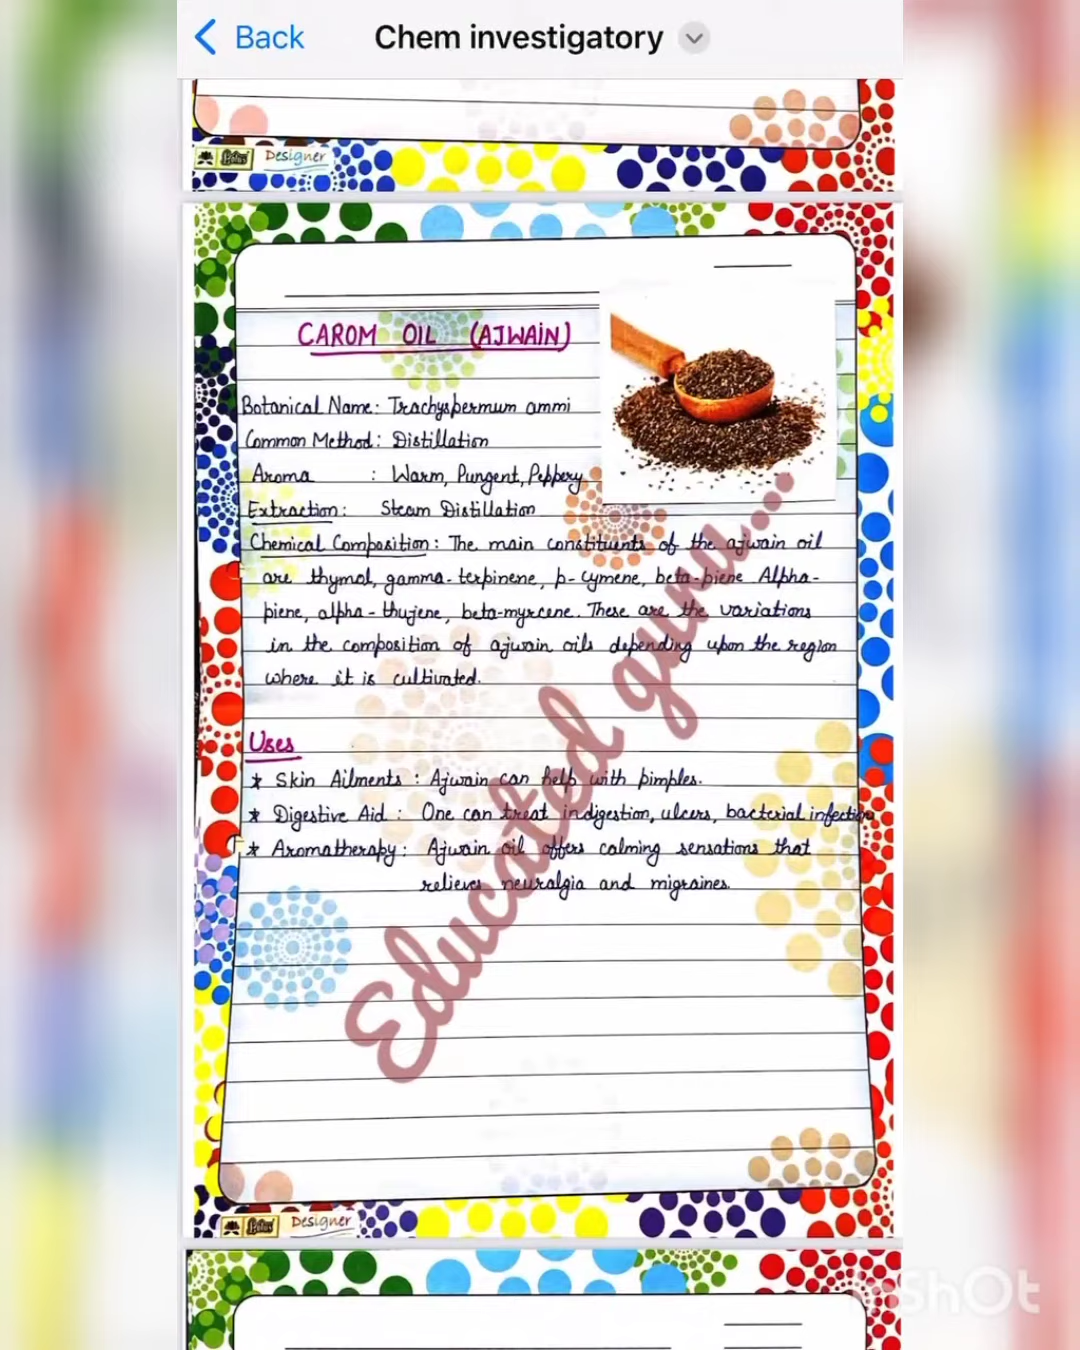 Back
Chem investigatory
Lotus Designer
CAROM OIL (AJWAIN)
Botanical Name: Trachyspermum ammi
Common Method: Distillation
Aroma : Warm, Pungent, Peppery
Extraction: Steam Distillation
Chemical Composition: The main constituents of the ajwain oil
are thymol, gamma-terpinene, p-cymene, beta-piene Alpha-
piene, alpha-thujene, beta-myrcene. These are the variations
in the composition of ajwain oils depending upon the region
where it is cultivated.
Uses
* Skin Ailments : Ajwain can help with pimples.
* Digestive Aid : One can treat indigestion, ulcers, bacterial infection
* Aromatherapy : Ajwain oil offers calming sensations that
relieves neuralgia and migraines.
Educated guru...
Lotus Designer
InShOt